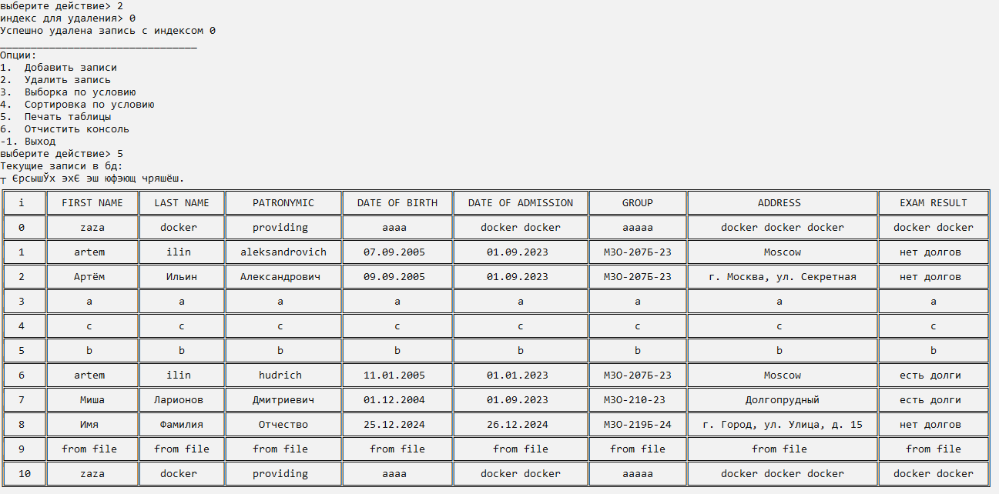 выберите действие> 2
индекс для удаления> 0
Успешно удалена запись с индексом 0
________________________________
Опции:
1. Добавить записи
2. Удалить запись
3. Выборка по условию
4. Сортировка по условию
5. Печать таблицы
6. Отчистить консоль
-1. Выход
выберите действие> 5
Текущие записи в бд:
┬ ЄрсышЎх эхЄ эш юфэющ чряшёш.
i FIRST NAME LAST NAME PATRONYMIC DATE OF BIRTH DATE OF ADMISSION GROUP ADDRESS EXAM RESULT
0 zaza docker providing aaaa docker docker aaaaa docker docker docker docker docker
1 artem ilin aleksandrovich 07.09.2005 01.09.2023 МЗО-207Б-23 Moscow нет долгов
2 Артём Ильин Александрович 09.09.2005 01.09.2023 МЗО-207Б-23 г. Москва, ул. Секретная нет долгов
3 a a a a a a a a
4 c c c c c c c c
5 b b b b b b b b
6 artem ilin hudrich 11.01.2005 01.01.2023 МЗО-207Б-23 Moscow есть долги
7 Миша Ларионов Дмитриевич 01.12.2004 01.09.2023 МЗО-210-23 Долгопрудный есть долги
8 Имя Фамилия Отчество 25.12.2024 26.12.2024 МЗО-219Б-24 г. Город, ул. Улица, д. 15 нет долгов
9 from file from file from file from file from file from file from file from file
10 zaza docker providing aaaa docker docker aaaaa docker docker docker docker docker